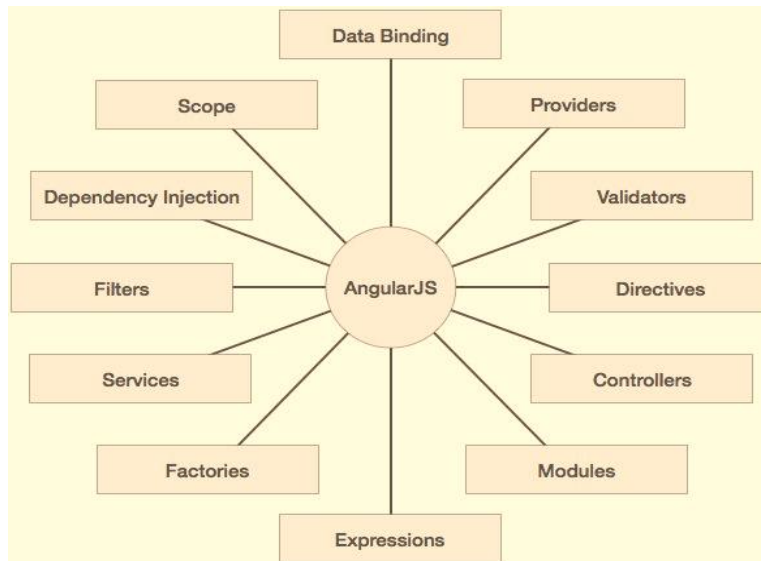 Data Binding
Scope
Providers
Dependency Injection
Validators
Filters
AngularJS
Directives
Services
Controllers
Factories
Modules
Expressions